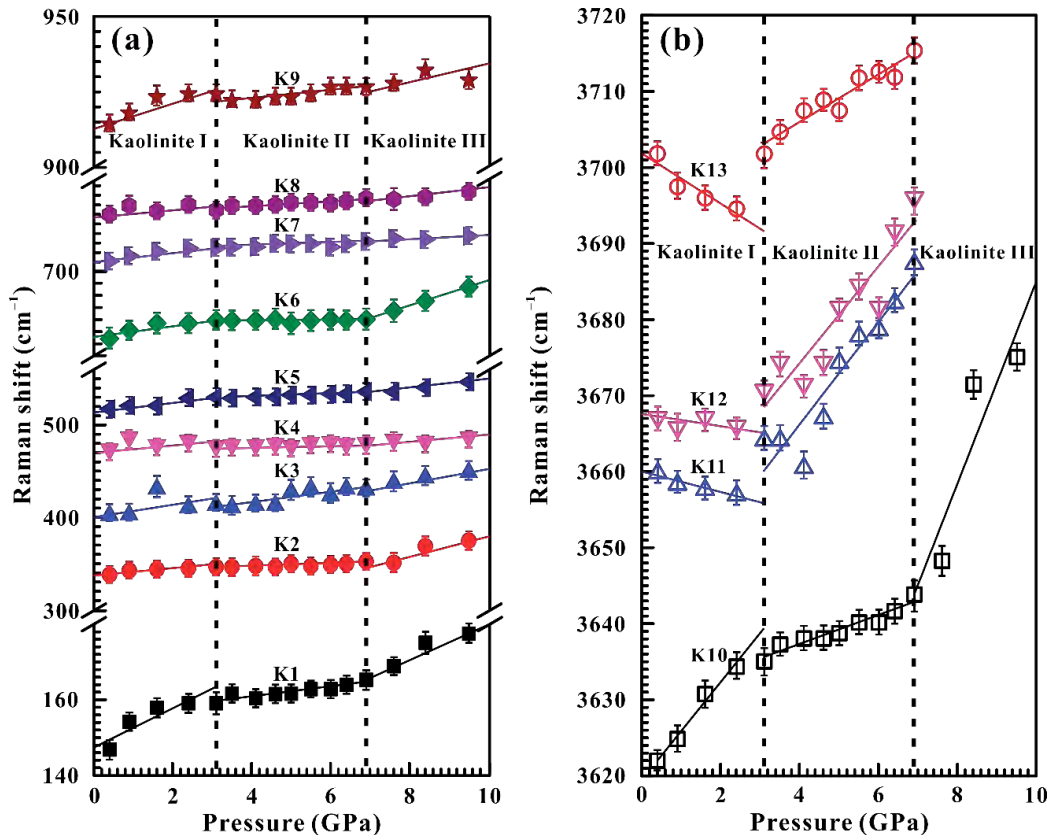 (a)
950
K9
Kaolinite I
Kaolinite II
Kaolinite III
900
K8
K7
700
K6
K5
500
K4
K3
400
K2
300
K1
160
140
0 2 4 6 8 10
Pressure (GPa)
Raman shift (cm⁻¹)
(b)
3720
3710
K13
3700
3690
Kaolinite I
Kaolinite II
Kaolinite III
3680
K12
3670
K11
3660
3650
K10
3640
3630
3620
0 2 4 6 8 10
Pressure (GPa)
Raman shift (cm⁻¹)